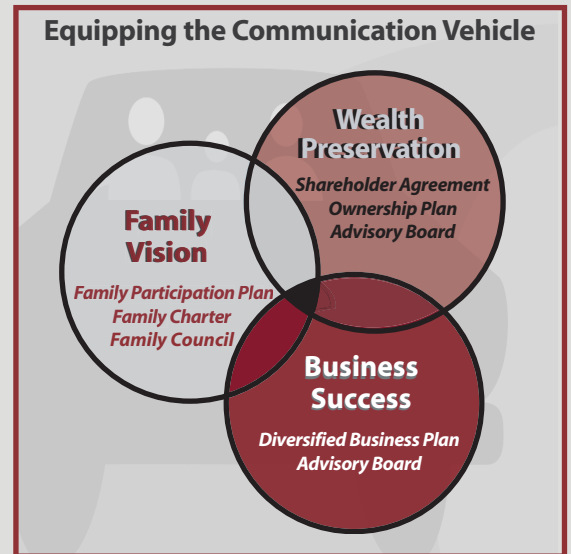 Equipping the Communication Vehicle
Wealth
Preservation
Shareholder Agreement
Ownership Plan
Advisory Board
Family
Vision
Family Participation Plan
Family Charter
Family Council
Business
Success
Diversified Business Plan
Advisory Board